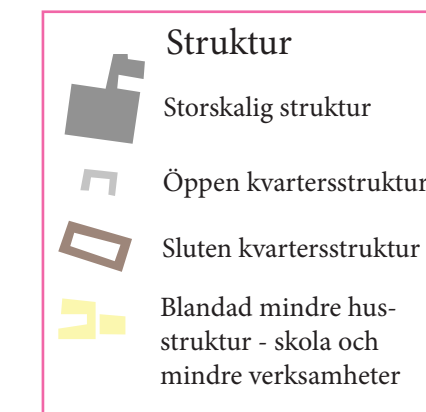 Struktur
Storskalig struktur
Öppen kvartersstruktur
Sluten kvartersstruktur
Blandad mindre hus-
struktur - skola och
mindre verksamheter